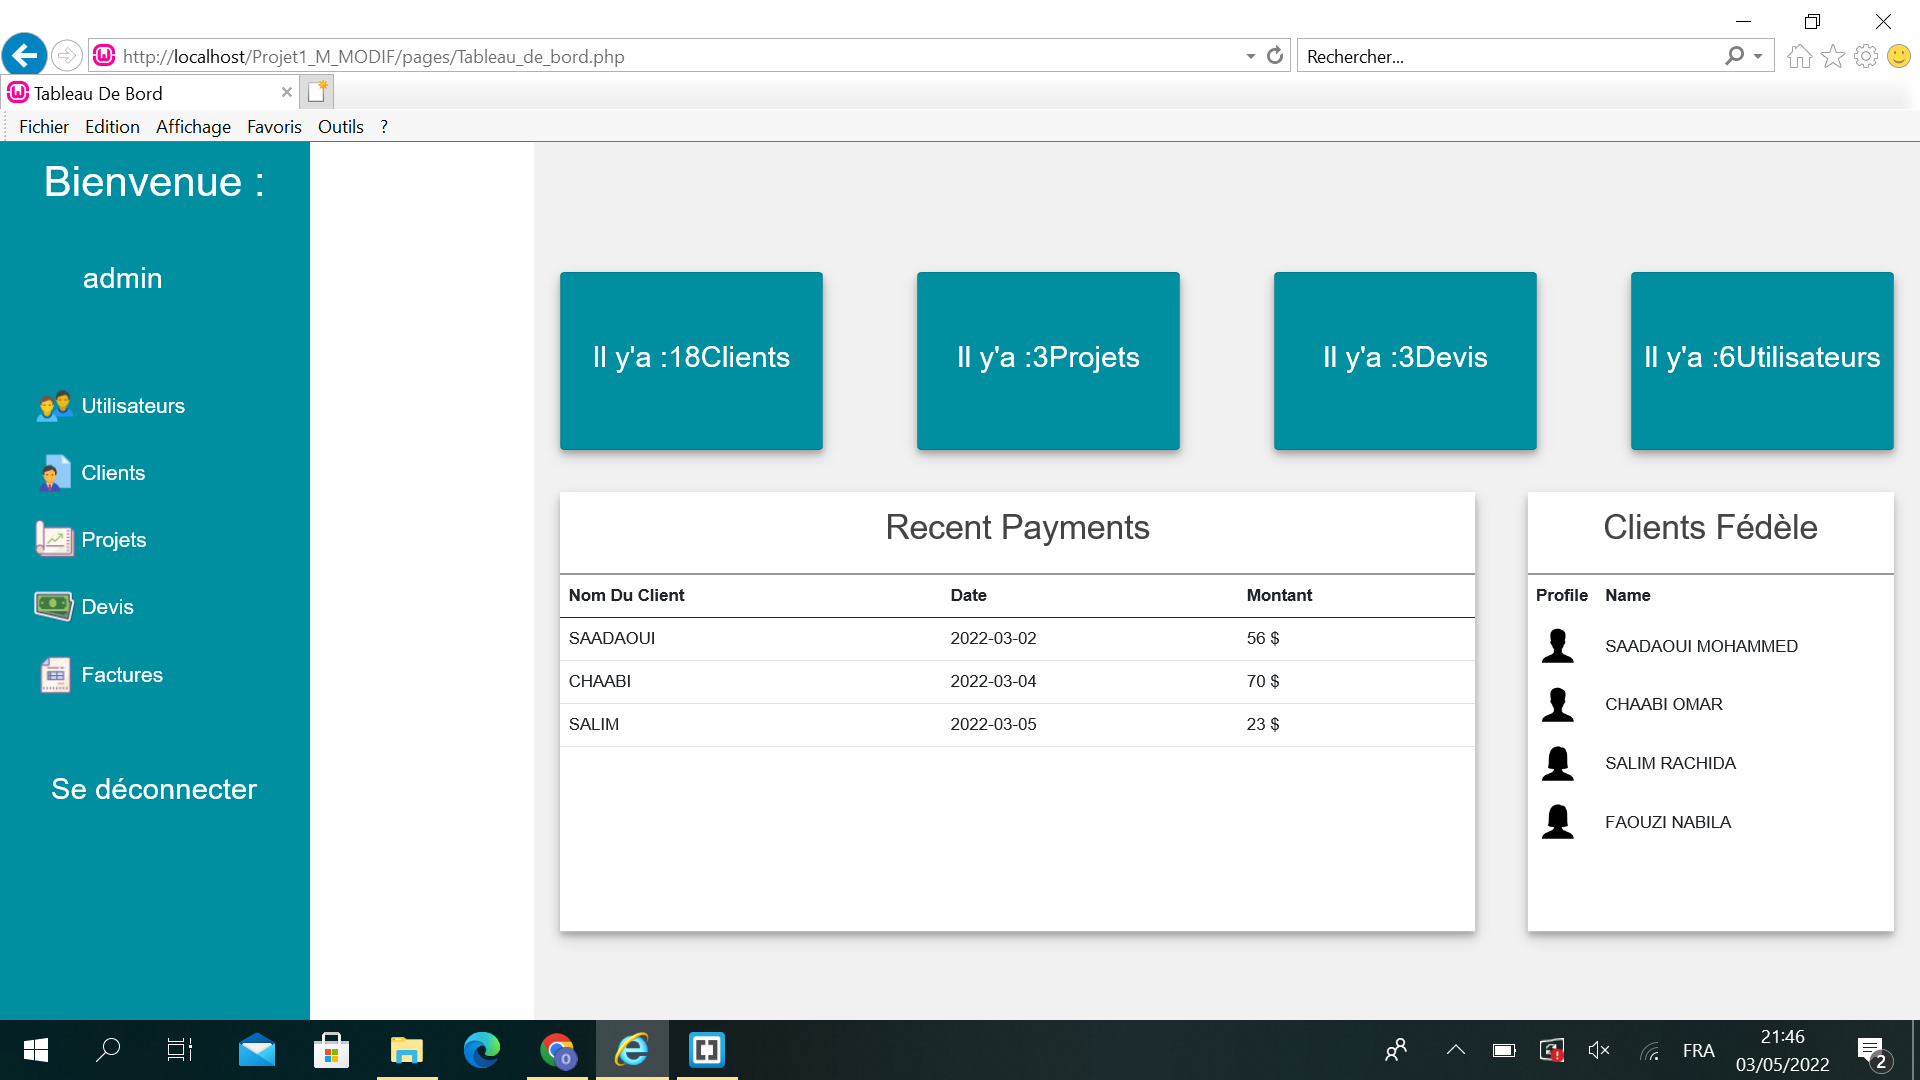 http://localhost/Projet1_M_MODIF/pages/Tableau_de_bord.php
Rechercher...
Tableau De Bord
Fichier Edition Affichage Favoris Outils ?
Bienvenue :
admin
Utilisateurs
Clients
Projets
Devis
Factures
Se déconnecter
Il y'a :18Clients
Il y'a :3Projets
Il y'a :3Devis
Il y'a :6Utilisateurs
Recent Payments
Nom Du Client Date Montant
SAADAOUI 2022-03-02 56 $
CHAABI 2022-03-04 70 $
SALIM 2022-03-05 23 $
Clients Fédèle
Profile Name
SAADAOUI MOHAMMED
CHAABI OMAR
SALIM RACHIDA
FAOUZI NABILA
0
FRA
21:46
03/05/2022
2